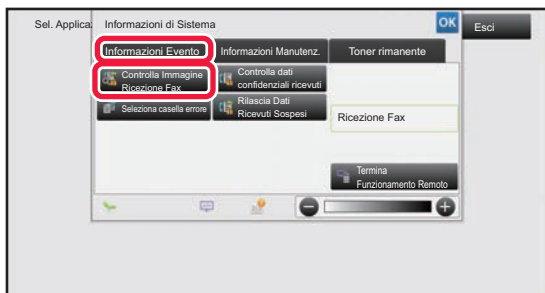 Sel. Applica
Informazioni di Sistema
OK
Esci
Informazioni Evento
Informazioni Manutenz.
Toner rimanente
Controlla Immagine
Ricezione Fax
Controlla dati
confidenziali ricevuti
Seleziona casella errore
Rilascia Dati
Ricevuti Sospesi
Ricezione Fax
Termina
Funzionamento Remoto